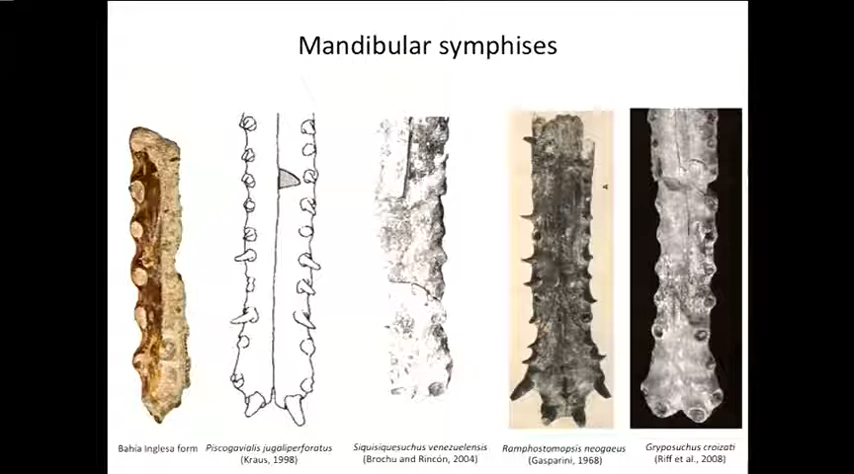 Mandibular symphises
Bahía Inglesa form
Piscogavialis jugaliperforatus
(Kraus, 1998)
Siquisiquesuchus venezuelensis
(Brochu and Rincón, 2004)
Ramphostomopsis neogaeus
(Gasparini, 1968)
Gryposuchus croizati
(Riff et al., 2008)